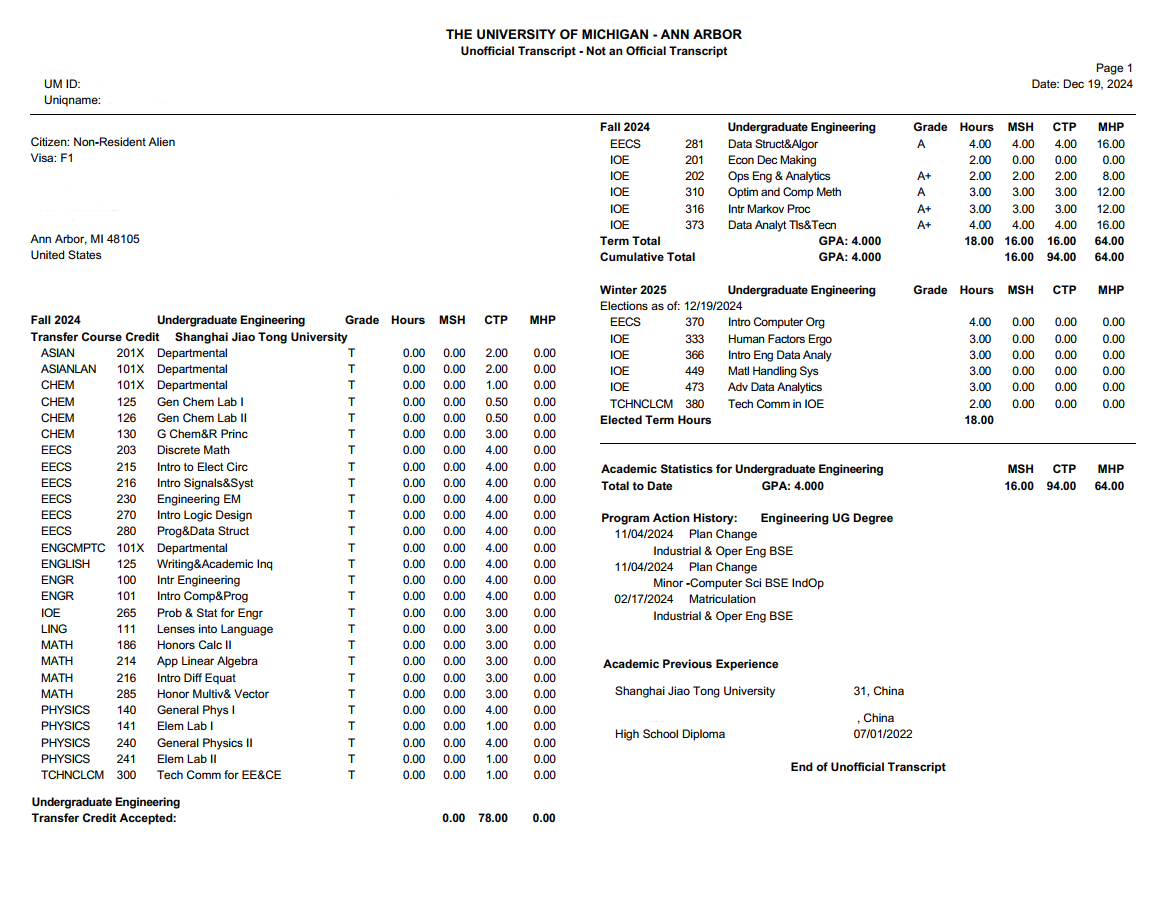 THE UNIVERSITY OF MICHIGAN - ANN ARBOR
Unofficial Transcript - Not an Official Transcript
Page 1
UM ID:
Date: Dec 19, 2024
Uniqname:
Citizen: Non-Resident Alien
Visa: F1
Ann Arbor, MI 48105
United States
Fall 2024 Undergraduate Engineering Grade Hours MSH CTP MHP
Transfer Course Credit Shanghai Jiao Tong University
ASIAN 201X Departmental T 0.00 0.00 2.00 0.00
ASIANLAN 101X Departmental T 0.00 0.00 2.00 0.00
CHEM 101X Departmental T 0.00 0.00 1.00 0.00
CHEM 125 Gen Chem Lab I T 0.00 0.00 0.50 0.00
CHEM 126 Gen Chem Lab II T 0.00 0.00 0.50 0.00
CHEM 130 G Chem&R Princ T 0.00 0.00 3.00 0.00
EECS 203 Discrete Math T 0.00 0.00 4.00 0.00
EECS 215 Intro to Elect Circ T 0.00 0.00 4.00 0.00
EECS 216 Intro Signals&Syst T 0.00 0.00 4.00 0.00
EECS 230 Engineering EM T 0.00 0.00 4.00 0.00
EECS 270 Intro Logic Design T 0.00 0.00 4.00 0.00
EECS 280 Prog&Data Struct T 0.00 0.00 4.00 0.00
ENGCMPTC 101X Departmental T 0.00 0.00 4.00 0.00
ENGLISH 125 Writing&Academic Inq T 0.00 0.00 4.00 0.00
ENGR 100 Intr Engineering T 0.00 0.00 4.00 0.00
ENGR 101 Intro Comp&Prog T 0.00 0.00 4.00 0.00
IOE 265 Prob & Stat for Engr T 0.00 0.00 3.00 0.00
LING 111 Lenses into Language T 0.00 0.00 3.00 0.00
MATH 186 Honors Calc II T 0.00 0.00 3.00 0.00
MATH 214 App Linear Algebra T 0.00 0.00 3.00 0.00
MATH 216 Intro Diff Equat T 0.00 0.00 3.00 0.00
MATH 285 Honor Multiv& Vector T 0.00 0.00 3.00 0.00
PHYSICS 140 General Phys I T 0.00 0.00 4.00 0.00
PHYSICS 141 Elem Lab I T 0.00 0.00 1.00 0.00
PHYSICS 240 General Physics II T 0.00 0.00 4.00 0.00
PHYSICS 241 Elem Lab II T 0.00 0.00 1.00 0.00
TCHNCLCM 300 Tech Comm for EE&CE T 0.00 0.00 1.00 0.00
Undergraduate Engineering
Transfer Credit Accepted: 0.00 78.00 0.00
Fall 2024 Undergraduate Engineering Grade Hours MSH CTP MHP
EECS 281 Data Struct&Algor A 4.00 4.00 4.00 16.00
IOE 201 Econ Dec Making 2.00 0.00 0.00 0.00
IOE 202 Ops Eng & Analytics A+ 2.00 2.00 2.00 8.00
IOE 310 Optim and Comp Meth A 3.00 3.00 3.00 12.00
IOE 316 Intr Markov Proc A+ 3.00 3.00 3.00 12.00
IOE 373 Data Analyt Tls&Tecn A+ 4.00 4.00 4.00 16.00
Term Total GPA: 4.000 18.00 16.00 16.00 64.00
Cumulative Total GPA: 4.000 16.00 94.00 64.00
Winter 2025 Undergraduate Engineering Grade Hours MSH CTP MHP
Elections as of: 12/19/2024
EECS 370 Intro Computer Org 4.00 0.00 0.00 0.00
IOE 333 Human Factors Ergo 3.00 0.00 0.00 0.00
IOE 366 Intro Eng Data Analy 3.00 0.00 0.00 0.00
IOE 449 Matl Handling Sys 3.00 0.00 0.00 0.00
IOE 473 Adv Data Analytics 3.00 0.00 0.00 0.00
TCHNCLCM 380 Tech Comm in IOE 2.00 0.00 0.00 0.00
Elected Term Hours 18.00
Academic Statistics for Undergraduate Engineering MSH CTP MHP
Total to Date GPA: 4.000 16.00 94.00 64.00
Program Action History: Engineering UG Degree
11/04/2024 Plan Change
Industrial & Oper Eng BSE
11/04/2024 Plan Change
Minor -Computer Sci BSE IndOp
02/17/2024 Matriculation
Industrial & Oper Eng BSE
Academic Previous Experience
Shanghai Jiao Tong University 31, China
, China
High School Diploma 07/01/2022
End of Unofficial Transcript